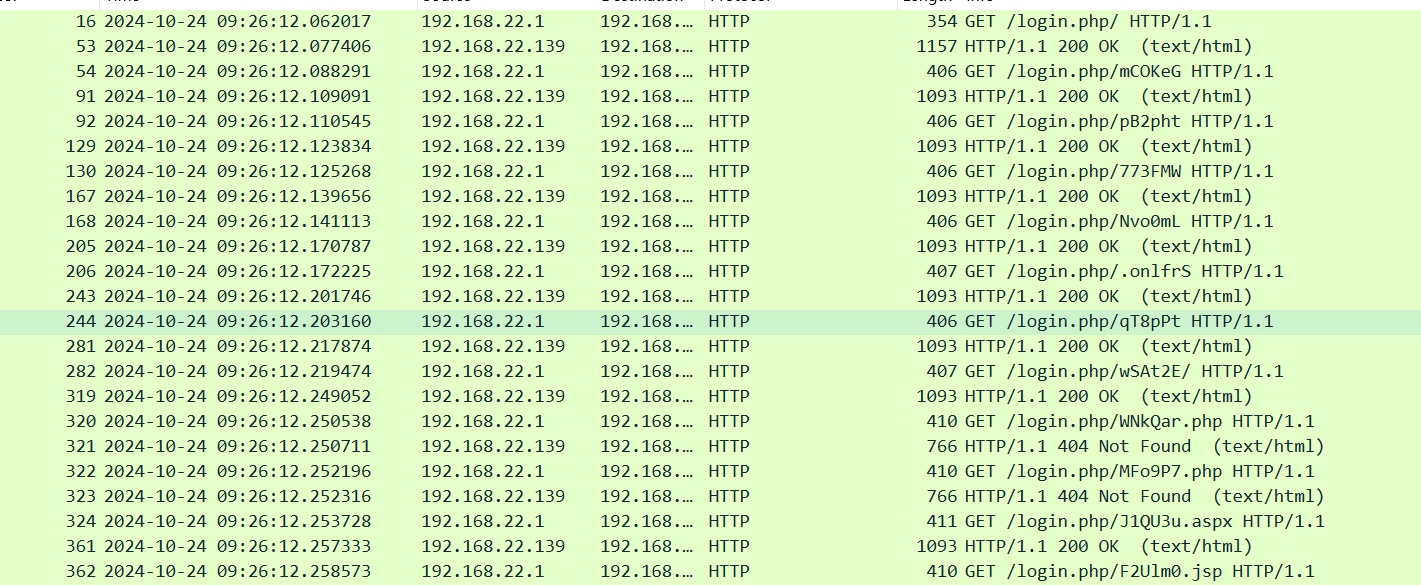 16 2024-10-24 09:26:12.062017 192.168.22.1 192.168.… HTTP 354 GET /login.php/ HTTP/1.1
53 2024-10-24 09:26:12.077406 192.168.22.139 192.168.… HTTP 1157 HTTP/1.1 200 OK (text/html)
54 2024-10-24 09:26:12.088291 192.168.22.1 192.168.… HTTP 406 GET /login.php/mCOKeG HTTP/1.1
91 2024-10-24 09:26:12.109091 192.168.22.139 192.168.… HTTP 1093 HTTP/1.1 200 OK (text/html)
92 2024-10-24 09:26:12.110545 192.168.22.1 192.168.… HTTP 406 GET /login.php/pB2pht HTTP/1.1
129 2024-10-24 09:26:12.123834 192.168.22.139 192.168.… HTTP 1093 HTTP/1.1 200 OK (text/html)
130 2024-10-24 09:26:12.125268 192.168.22.1 192.168.… HTTP 406 GET /login.php/773FMW HTTP/1.1
167 2024-10-24 09:26:12.139656 192.168.22.139 192.168.… HTTP 1093 HTTP/1.1 200 OK (text/html)
168 2024-10-24 09:26:12.141113 192.168.22.1 192.168.… HTTP 406 GET /login.php/Nvo0mL HTTP/1.1
205 2024-10-24 09:26:12.170787 192.168.22.139 192.168.… HTTP 1093 HTTP/1.1 200 OK (text/html)
206 2024-10-24 09:26:12.172225 192.168.22.1 192.168.… HTTP 407 GET /login.php/.onlfrS HTTP/1.1
243 2024-10-24 09:26:12.201746 192.168.22.139 192.168.… HTTP 1093 HTTP/1.1 200 OK (text/html)
244 2024-10-24 09:26:12.203160 192.168.22.1 192.168.… HTTP 406 GET /login.php/qT8pPt HTTP/1.1
281 2024-10-24 09:26:12.217874 192.168.22.139 192.168.… HTTP 1093 HTTP/1.1 200 OK (text/html)
282 2024-10-24 09:26:12.219474 192.168.22.1 192.168.… HTTP 407 GET /login.php/wSAt2E/ HTTP/1.1
319 2024-10-24 09:26:12.249052 192.168.22.139 192.168.… HTTP 1093 HTTP/1.1 200 OK (text/html)
320 2024-10-24 09:26:12.250538 192.168.22.1 192.168.… HTTP 410 GET /login.php/WNkQar.php HTTP/1.1
321 2024-10-24 09:26:12.250711 192.168.22.139 192.168.… HTTP 766 HTTP/1.1 404 Not Found (text/html)
322 2024-10-24 09:26:12.252196 192.168.22.1 192.168.… HTTP 410 GET /login.php/MFo9P7.php HTTP/1.1
323 2024-10-24 09:26:12.252316 192.168.22.139 192.168.… HTTP 766 HTTP/1.1 404 Not Found (text/html)
324 2024-10-24 09:26:12.253728 192.168.22.1 192.168.… HTTP 411 GET /login.php/J1QU3u.aspx HTTP/1.1
361 2024-10-24 09:26:12.257333 192.168.22.139 192.168.… HTTP 1093 HTTP/1.1 200 OK (text/html)
362 2024-10-24 09:26:12.258573 192.168.22.1 192.168.… HTTP 410 GET /login.php/F2Ulm0.jsp HTTP/1.1